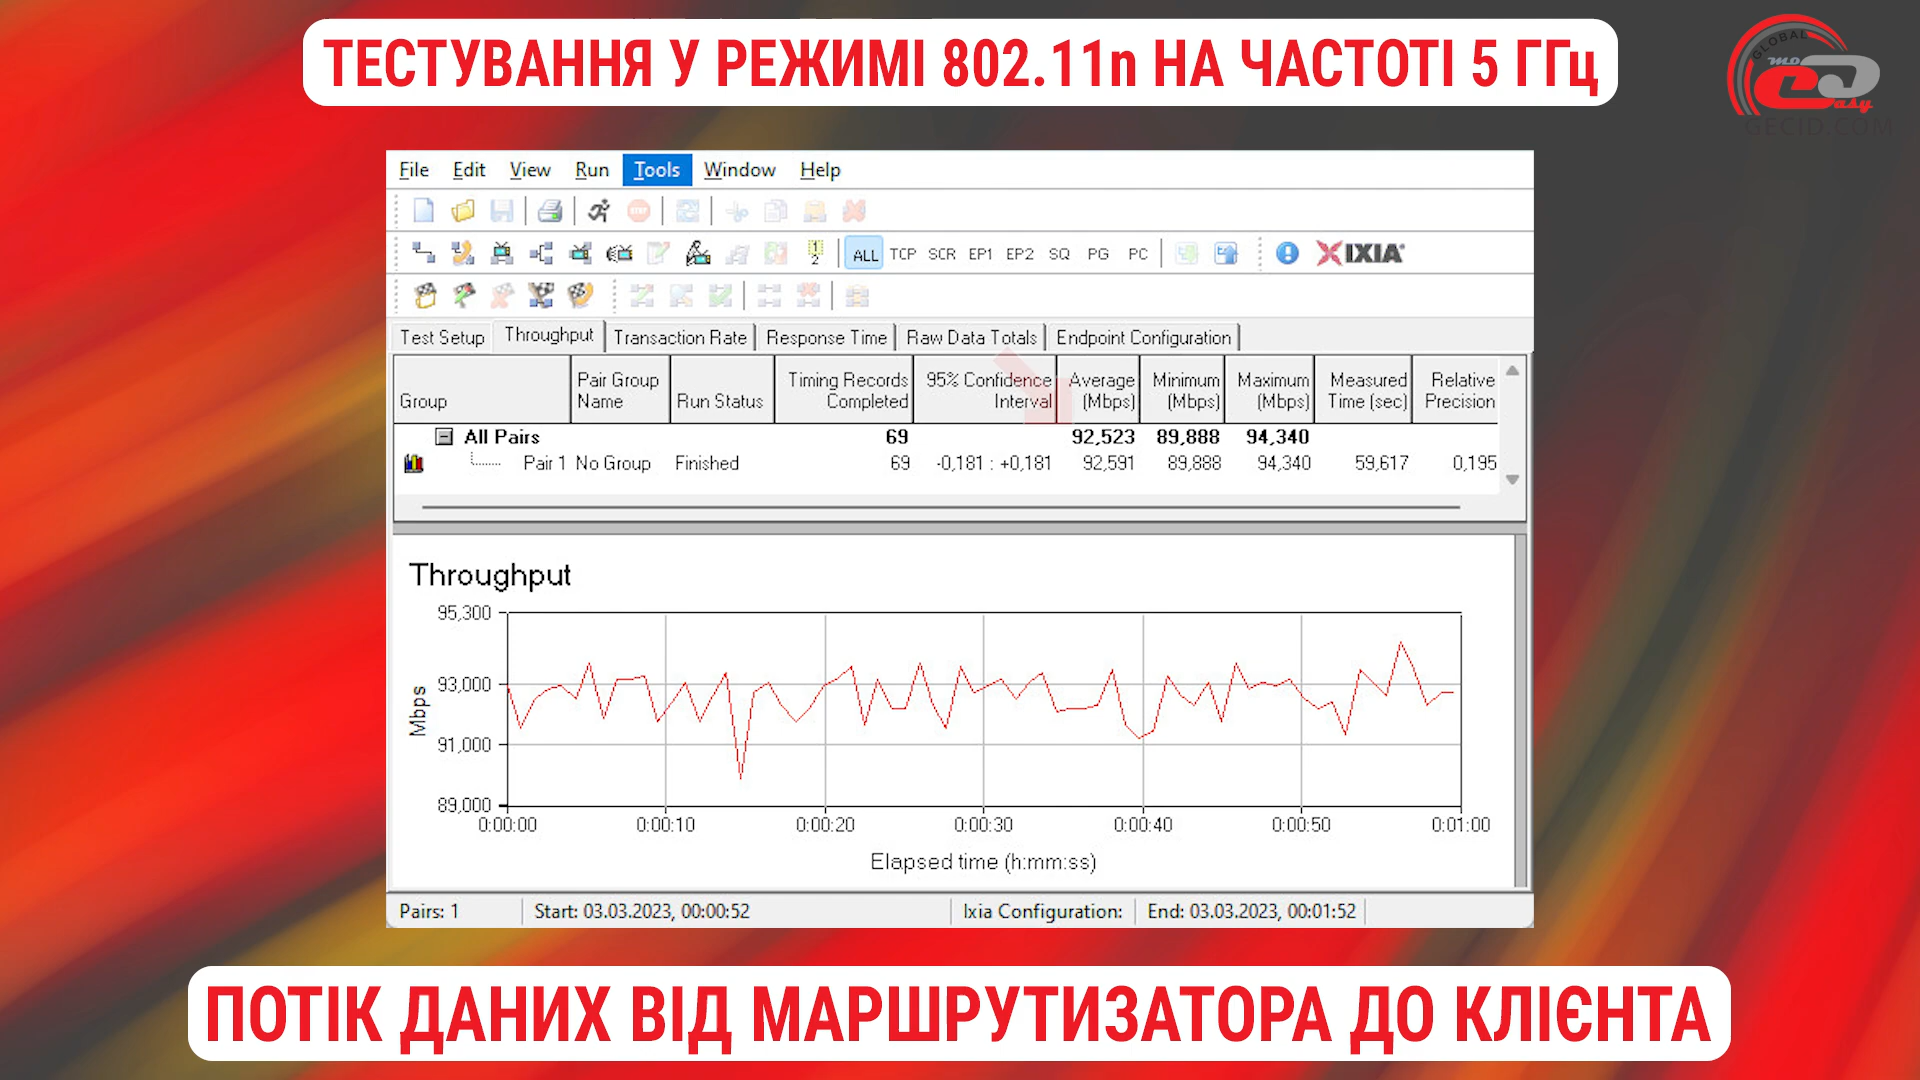 ТЕСТУВАННЯ У РЕЖИМІ 802.11n НА ЧАСТОТІ 5 ГГц
GLOBAL
mo
asy
GECID.COM
File Edit View Run Tools Window Help
ALL TCP SCR EP1 EP2 SQ PG PC IXIA
Test Setup Throughput Transaction Rate Response Time Raw Data Totals Endpoint Configuration
Group Pair Group Name Run Status Timing Records Completed 95% Confidence Interval Average (Mbps) Minimum (Mbps) Maximum (Mbps) Measured Time (sec) Relative Precision
All Pairs 69 92,523 89,888 94,340
Pair 1 No Group Finished 69 -0,181 : +0,181 92,591 89,888 94,340 59,617 0,195
Throughput
95,300
93,000
91,000
89,000
Mbps
0:00:00 0:00:10 0:00:20 0:00:30 0:00:40 0:00:50 0:01:00
Elapsed time (h:mm:ss)
Pairs: 1 Start: 03.03.2023, 00:00:52 Ixia Configuration: End: 03.03.2023, 00:01:52
ПОТІК ДАНИХ ВІД МАРШРУТИЗАТОРА ДО КЛІЄНТА